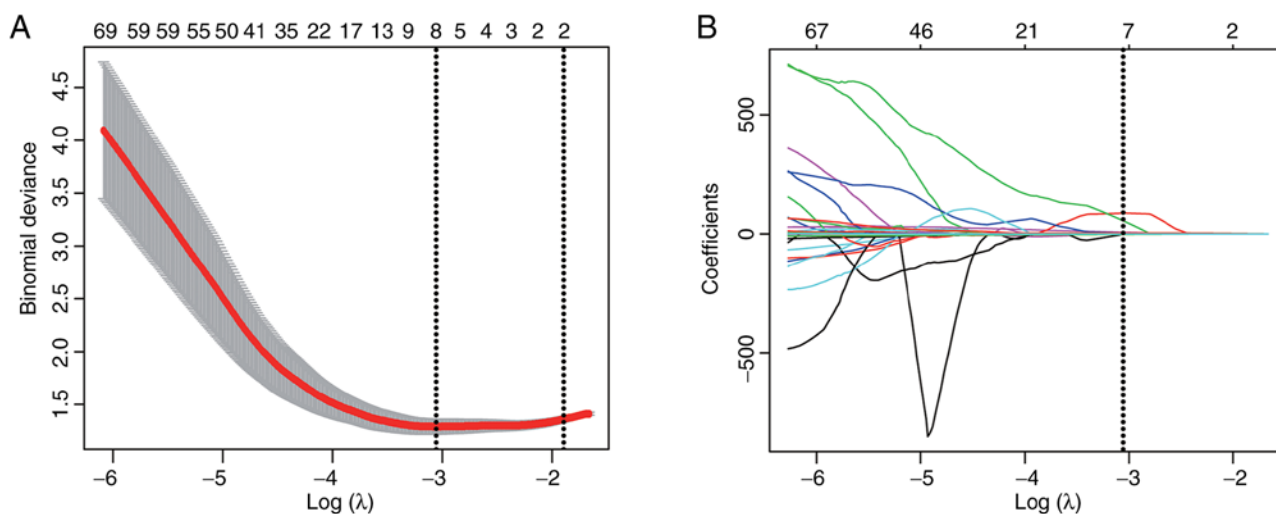 A
69 59 59 55 50 41 35 22 17 13 9 8 5 4 3 2 2
Binomial deviance
4.5
4.0
3.5
3.0
2.5
2.0
1.5
−6 −5 −4 −3 −2
Log (λ)
B
67 46 21 7 2
Coefficients
500
0
−500
−6 −5 −4 −3 −2
Log (λ)